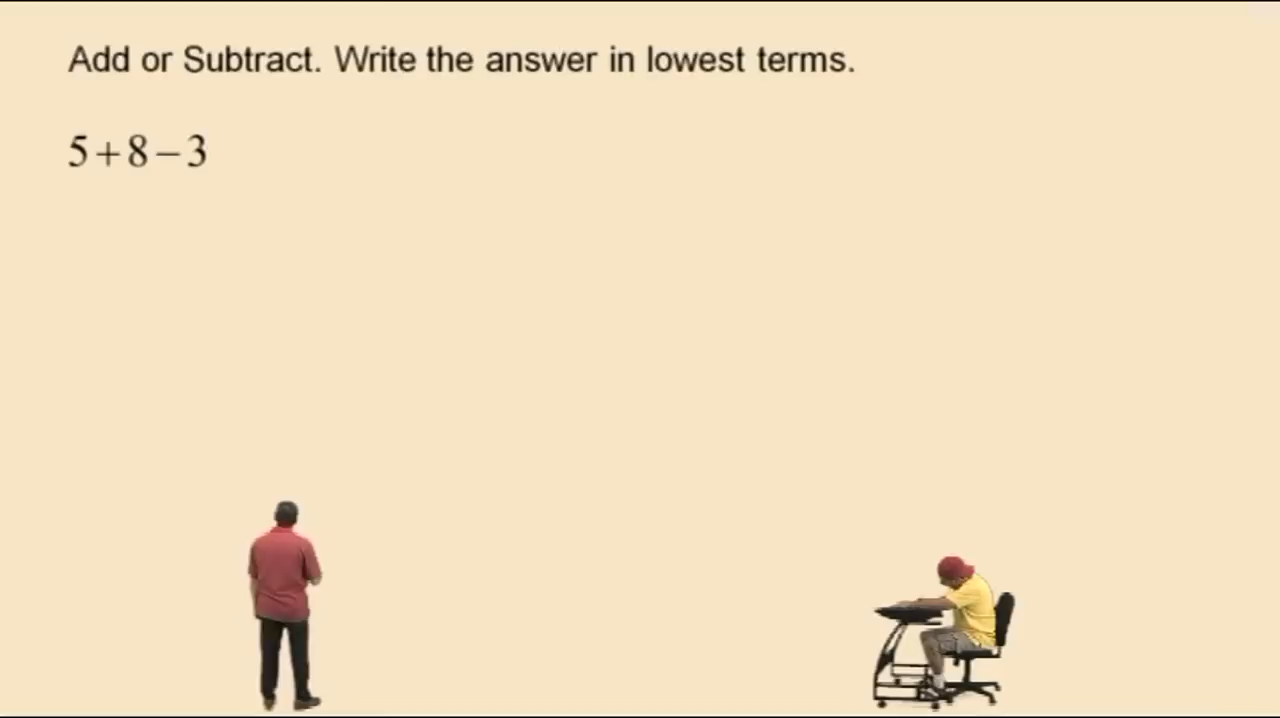 Add or Subtract. Write the answer in lowest terms.
5+8−3